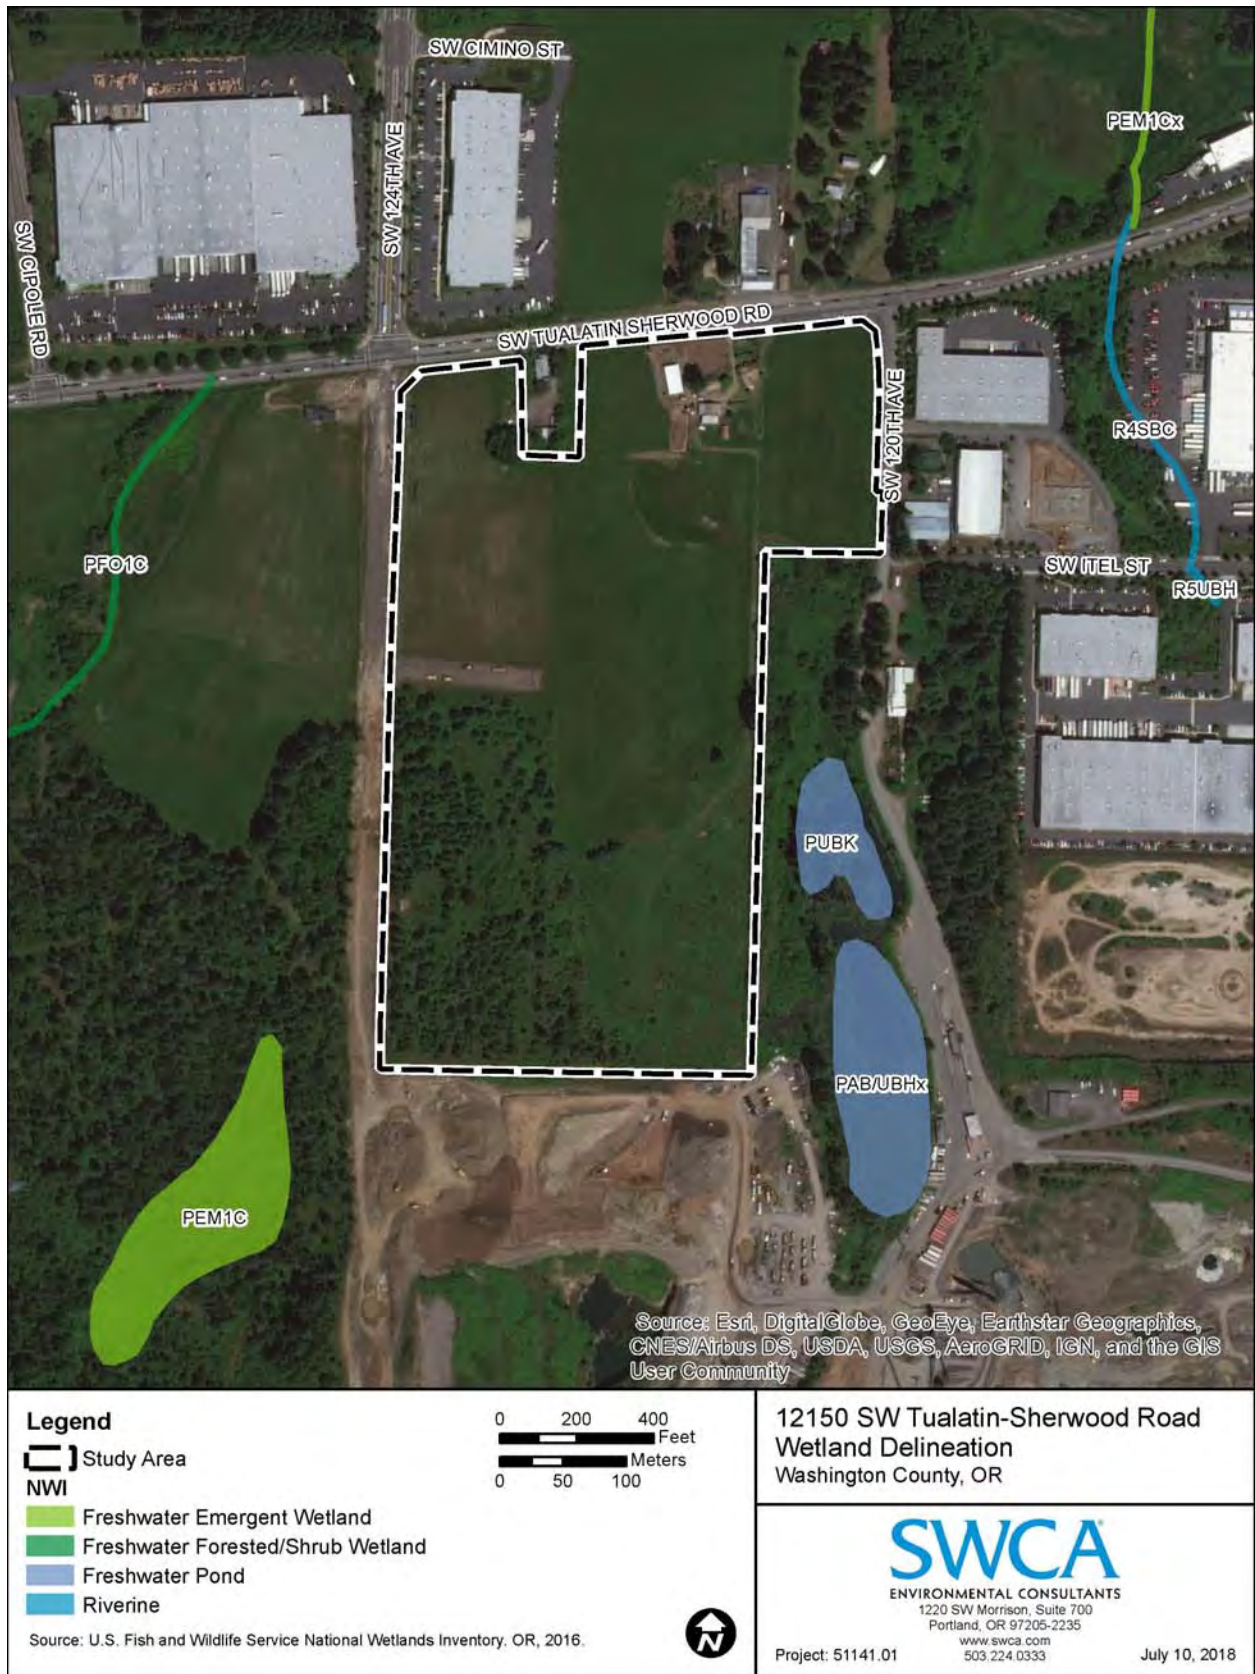 SW CIMINO ST
PEM1Cx
SW 124TH AVE
SW CIPOLE RD
SW TUALATIN SHERWOOD RD
SW 120TH AVE
R4SBC
PFO1C
SW ITEL ST
R5UBH
PUBK
PAB/UBHx
PEM1C
Source: Esri, DigitalGlobe, GeoEye, Earthstar Geographics,
CNES/Airbus DS, USDA, USGS, AeroGRID, IGN, and the GIS
User Community
Legend
Study Area
NWI
Freshwater Emergent Wetland
Freshwater Forested/Shrub Wetland
Freshwater Pond
Riverine
Source: U.S. Fish and Wildlife Service National Wetlands Inventory. OR, 2016.
0 200 400
Feet
Meters
0 50 100
N
12150 SW Tualatin-Sherwood Road
Wetland Delineation
Washington County, OR
SWCA®
ENVIRONMENTAL CONSULTANTS
1220 SW Morrison, Suite 700
Portland, OR 97205-2235
www.swca.com
503.224.0333
Project: 51141.01
July 10, 2018